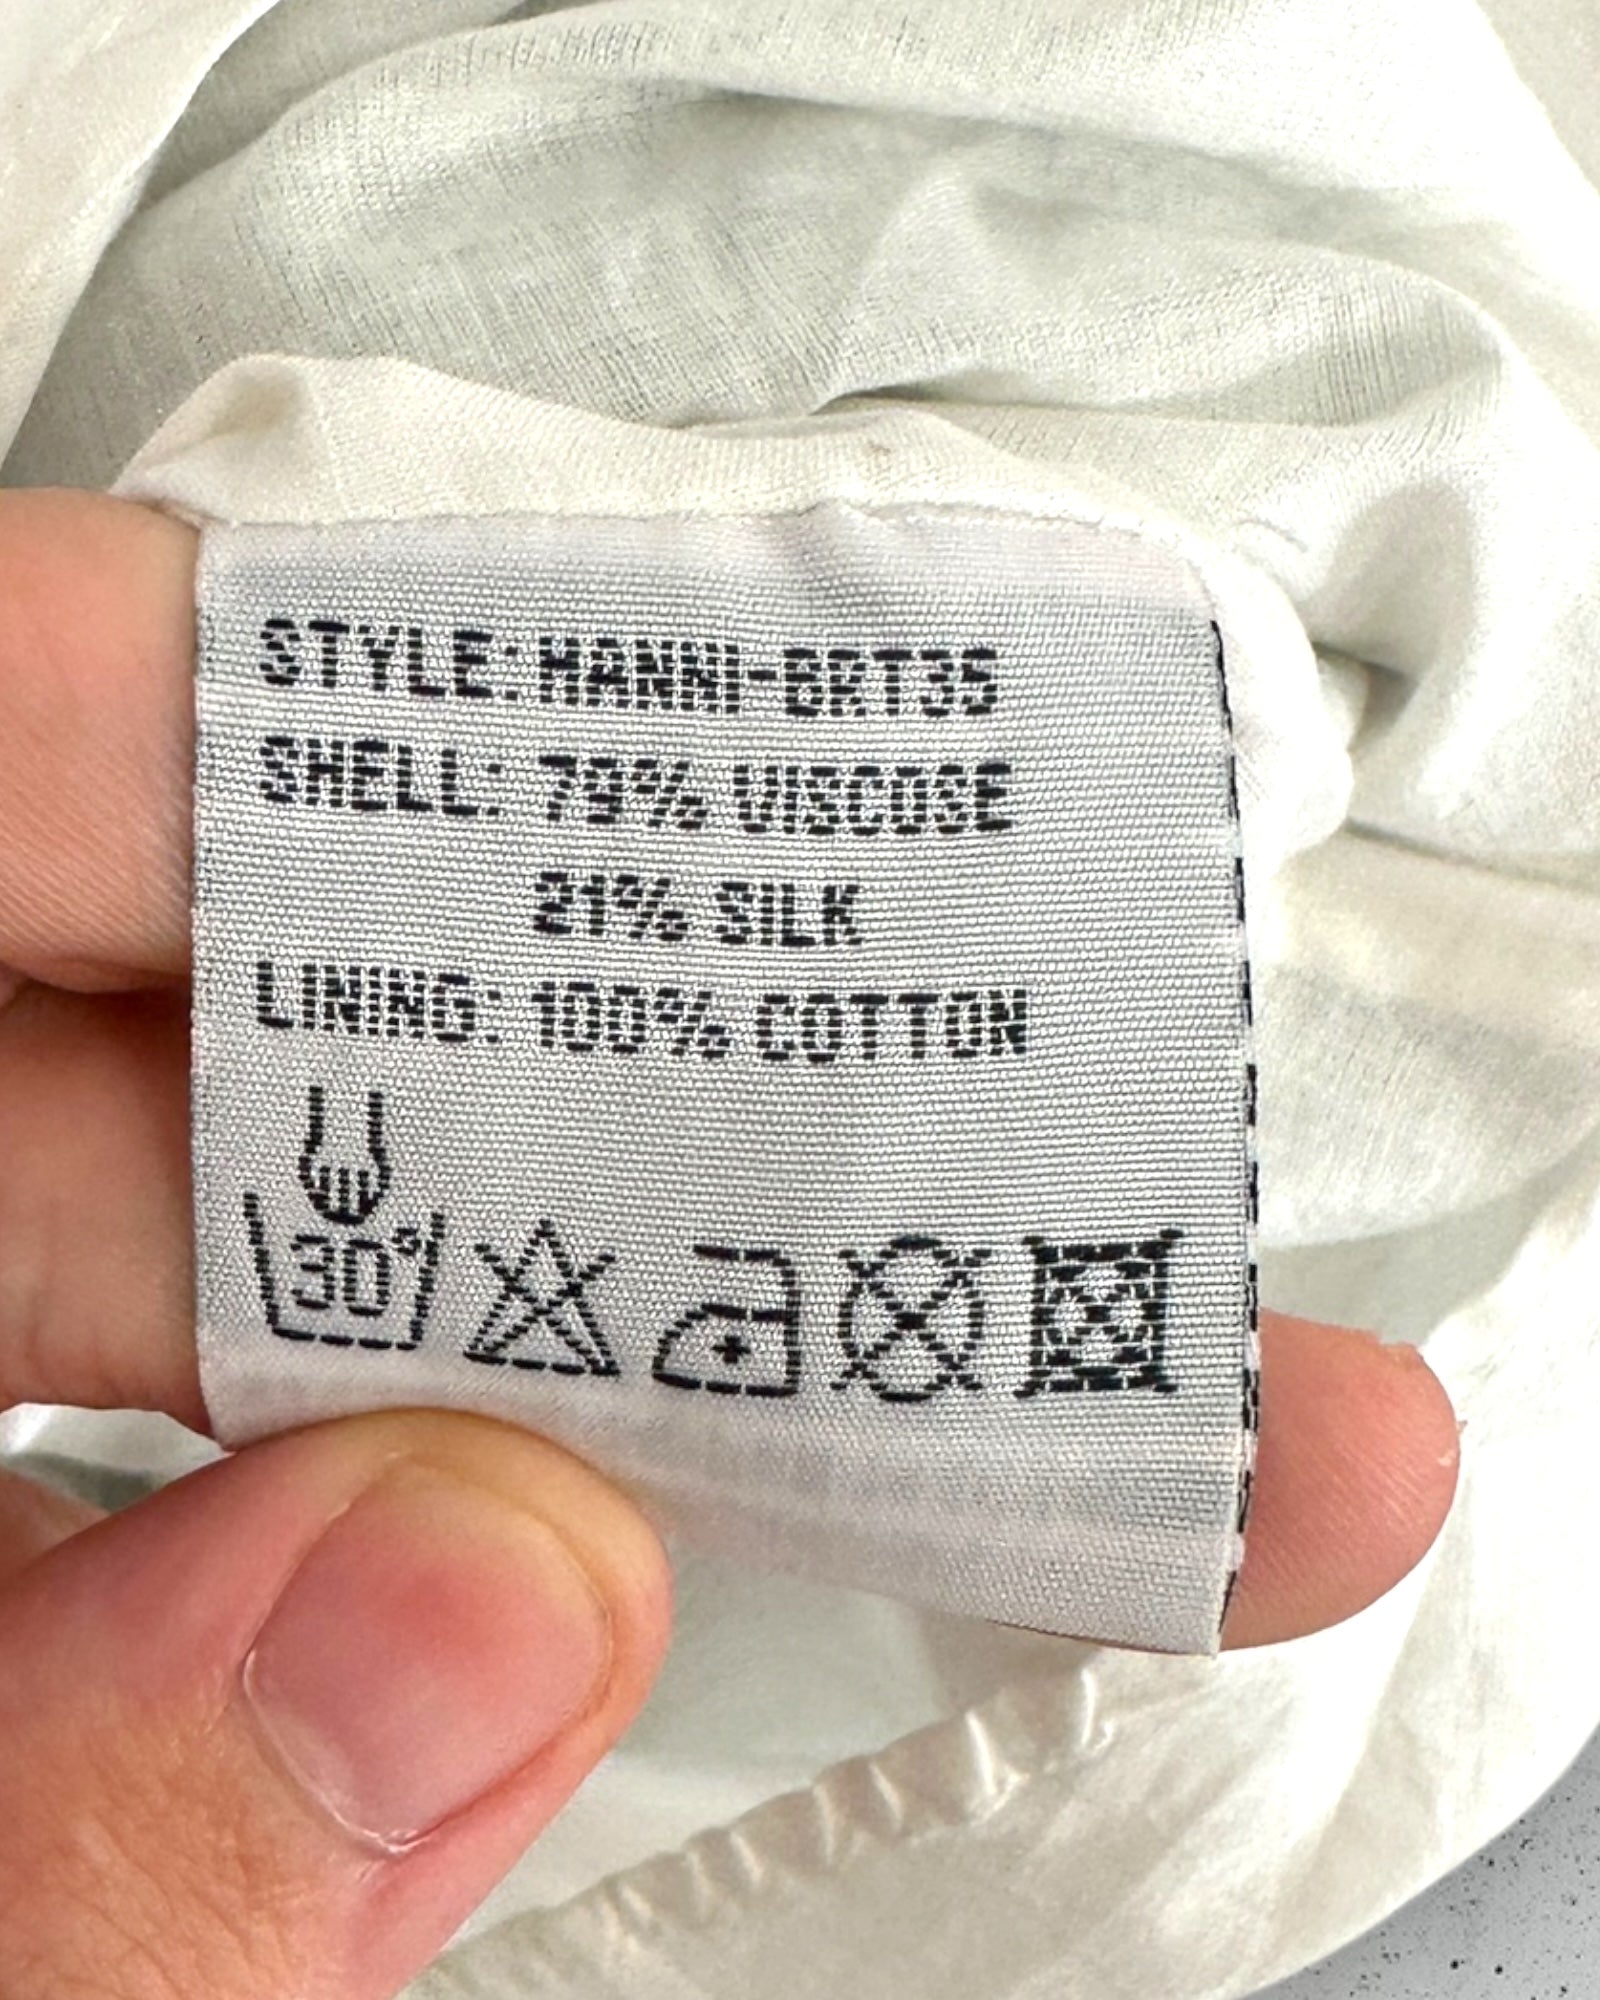 STYLE: HANNI-BRT35
SHELL: 79% VISCOSE
21% SILK
LINING: 100% COTTON
30°